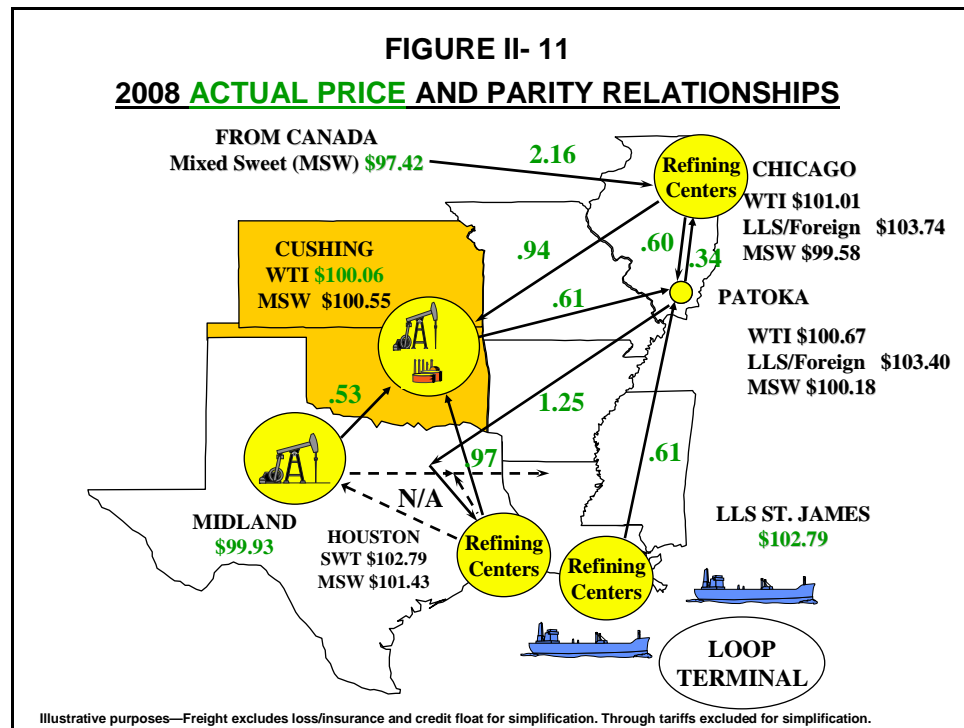 FIGURE II- 11
2008 ACTUAL PRICE AND PARITY RELATIONSHIPS
FROM CANADA
Mixed Sweet (MSW) $97.42
2.16
Refining
Centers
CHICAGO
WTI $101.01
LLS/Foreign $103.74
MSW $99.58
CUSHING
WTI $100.06
MSW $100.55
.94
.60
.34
.61
PATOKA
WTI $100.67
LLS/Foreign $103.40
MSW $100.18
.53
1.25
.97
.61
N/A
MIDLAND
$99.93
HOUSTON
SWT $102.79
MSW $101.43
Refining
Centers
Refining
Centers
LLS ST. JAMES
$102.79
LOOP
TERMINAL
Illustrative purposes—Freight excludes loss/insurance and credit float for simplification. Through tariffs excluded for simplification.